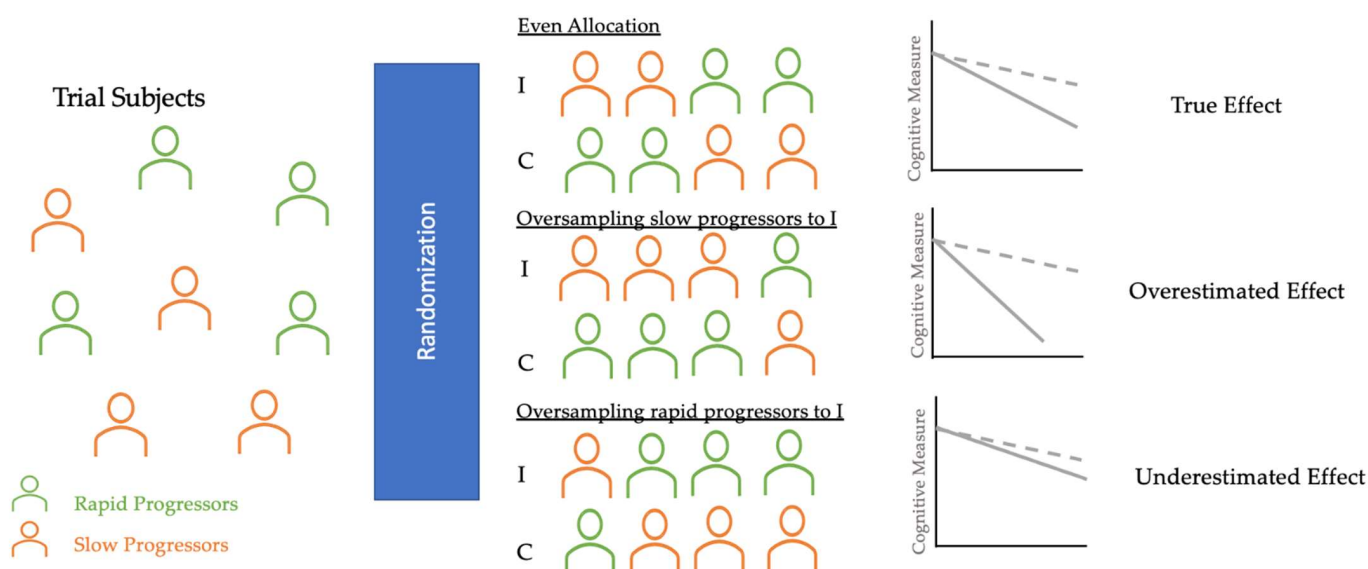 Trial Subjects
Rapid Progressors
Slow Progressors
Randomization
Even Allocation
I
C
Oversampling slow progressors to I
I
C
Oversampling rapid progressors to I
I
C
Cognitive Measure
True Effect
Cognitive Measure
Overestimated Effect
Cognitive Measure
Underestimated Effect